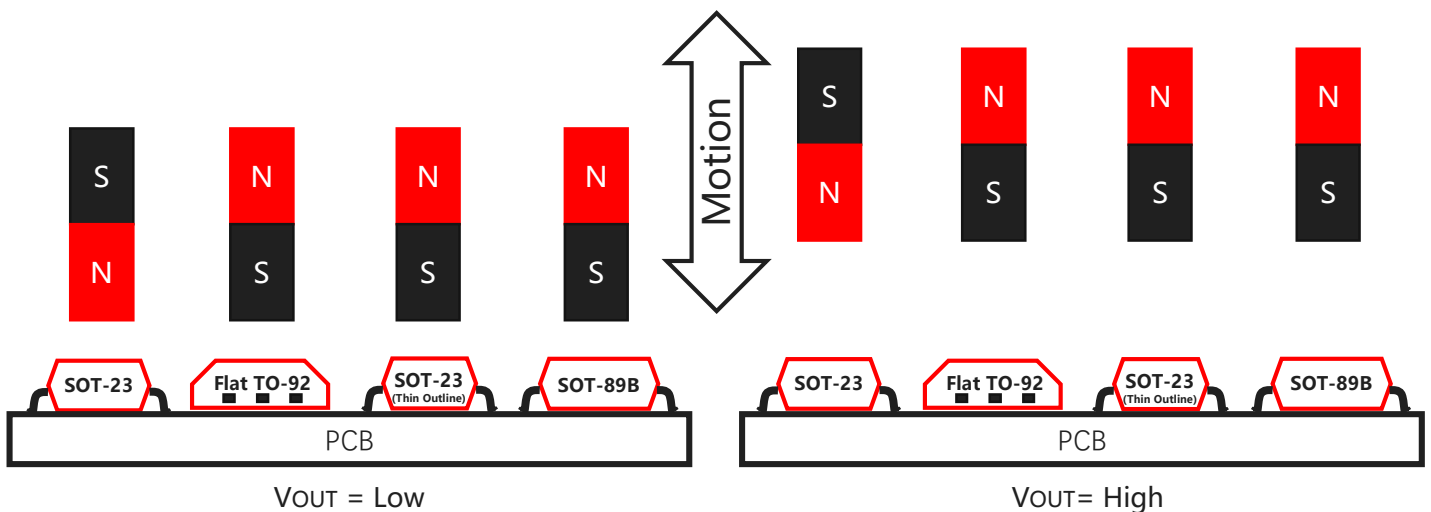 S N N N
N S S S
Motion
S N N N
N S S S
SOT-23 Flat TO-92 SOT-23 (Thin Outline) SOT-89B
PCB
VOUT = Low
SOT-23 Flat TO-92 SOT-23 (Thin Outline) SOT-89B
PCB
VOUT= High